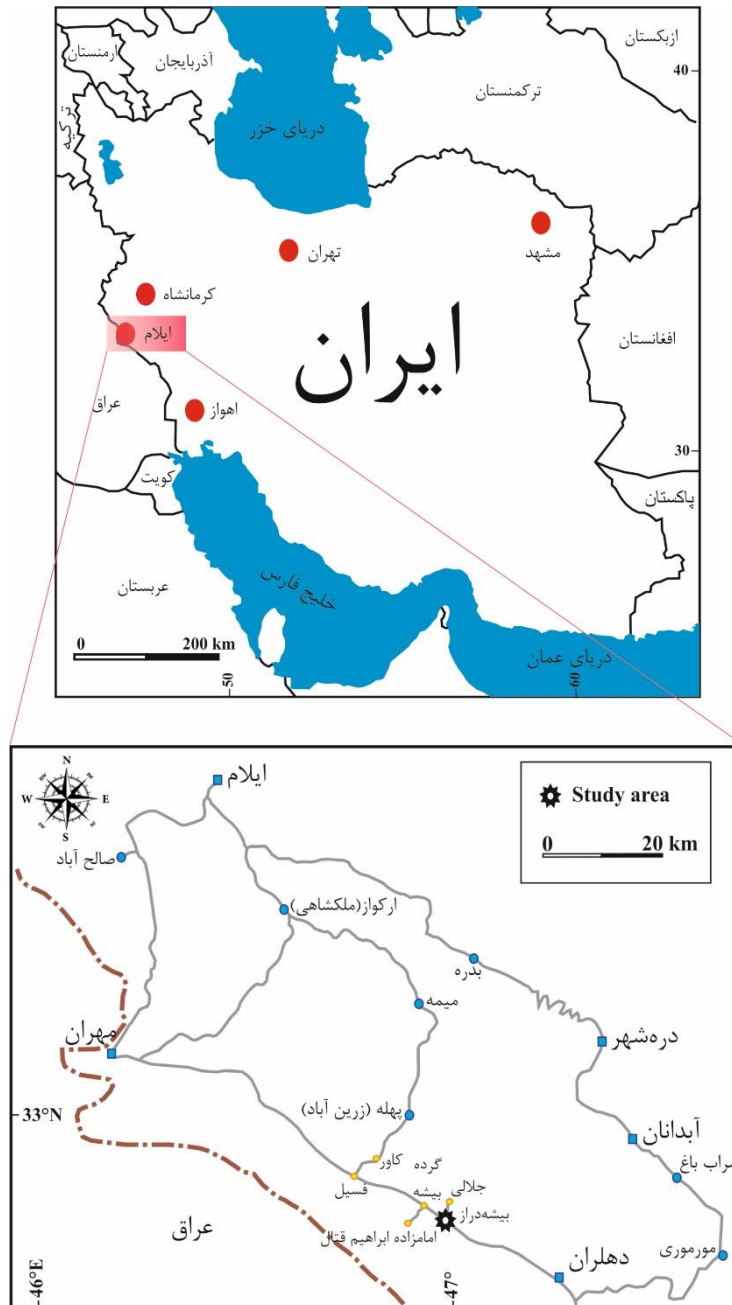 ازبکستان
ارمنستان
آذربایجان
40
ترکمنستان
ترکیه
دریای خزر
مشهد
تهران
کرمانشاه
ایلام
ایران
افغانستان
عراق
اهواز
30
کویت
پاکستان
عربستان
خلیج فارس
0 200 km
دریای عمان
50
60
N
W E
S
ایلام
Study area
0 20 km
صالح آباد
ارکواز(ملکشاهی)
بدره
میمه
مهران
دره‌شهر
33°N
پهله (زرین آباد)
آبدانان
سراب باغ
کاور
گرده
فسیل
بیشه
جلالی
بیشه‌دراز
امامزاده ابراهیم قتال
عراق
مورموری
دهلران
46°E
47°